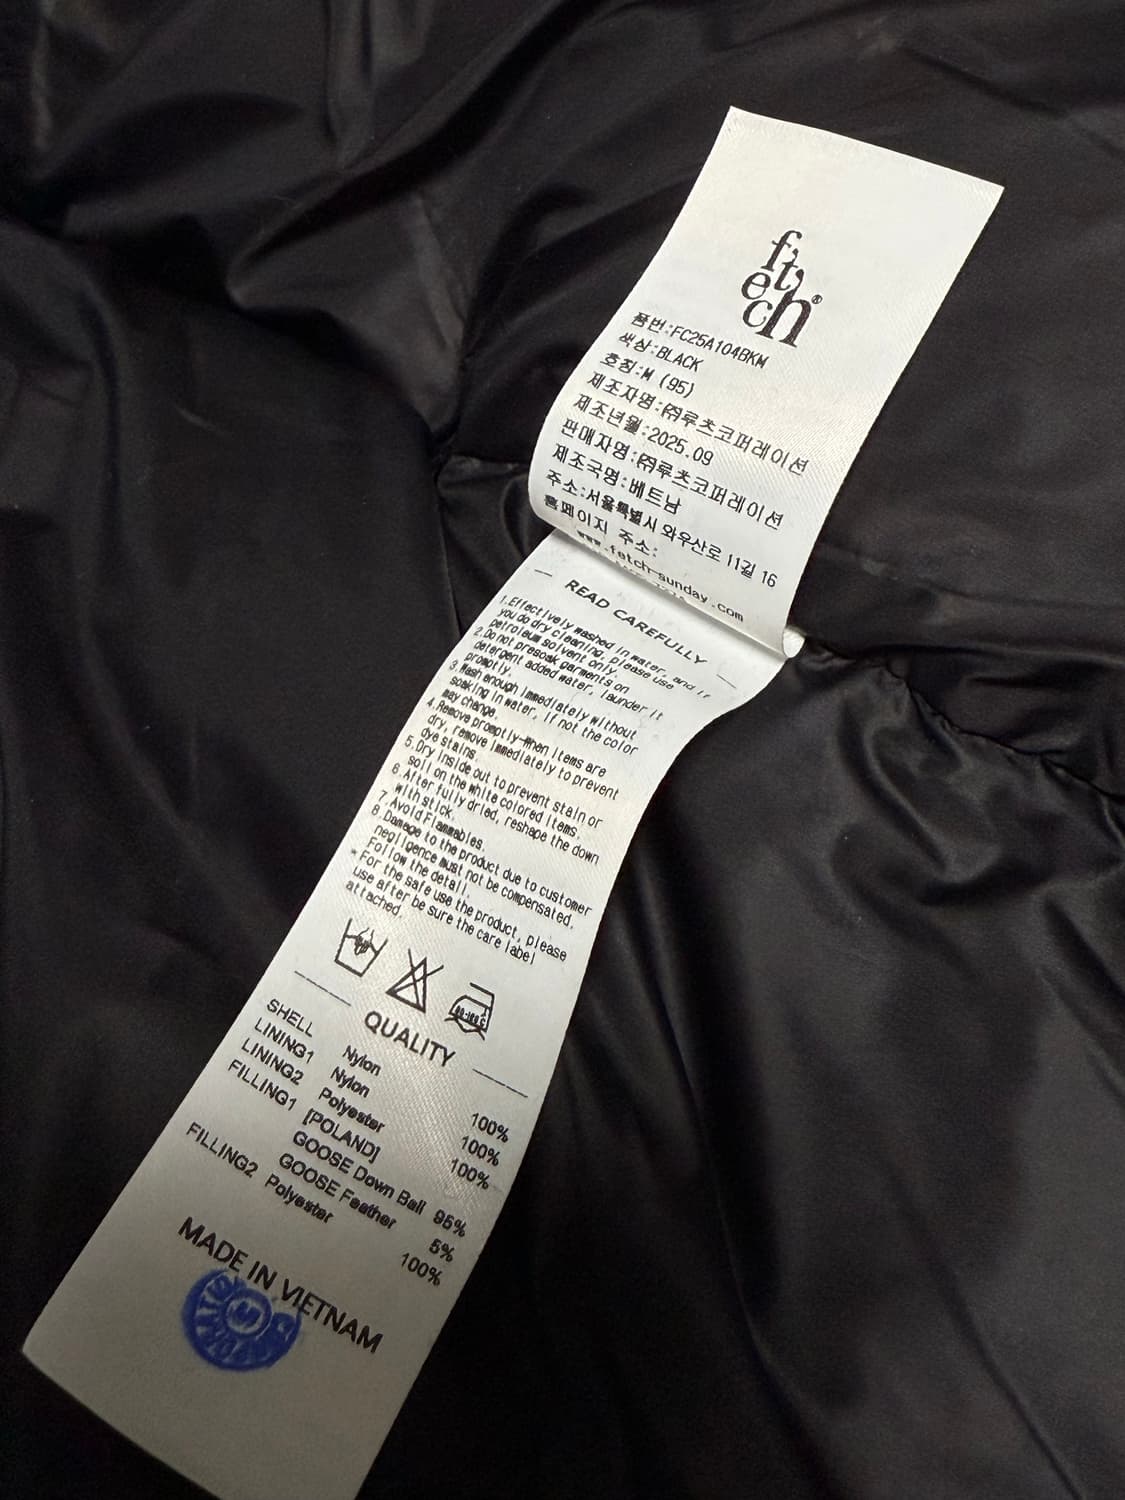 fetch®
품번:FC25A104BKM
색상:BLACK
호칭:M (95)
제조자명:㈜루츠코퍼레이션
제조년월:2025.09
판매자명:㈜루츠코퍼레이션
제조국명:베트남
주소:서울특별시 와우산로 11길 16
홈페이지 주소:
www.fetch-sunday.com
READ CAREFULLY
1.Effectively washed in water, and if
you do dry cleaning, please use
petroleum solvent only.
2.Do not presoak garments on
detergent added water, launder it
promptly.
3.Wash enough immediately without
soaking in water, if not the color
may change.
4.Remove promptly-When items are
dry, remove immediately to prevent
dye stains.
5.Dry inside out to prevent stain or
soil on the white colored items.
6.After fully dried, reshape the down
with stick.
7.Avoid Flammables.
8.Damage to the product due to customer
negligence must not be compensated.
Follow the detail.
* For the safe use the product, please
use after be sure the care label
attached.
QUALITY
SHELL Nylon 100%
LINING1 Nylon 100%
LINING2 Polyester 100%
FILLING1 [POLAND]
GOOSE Down Ball 95%
GOOSE Feather 5%
FILLING2 Polyester 100%
MADE IN VIETNAM
M